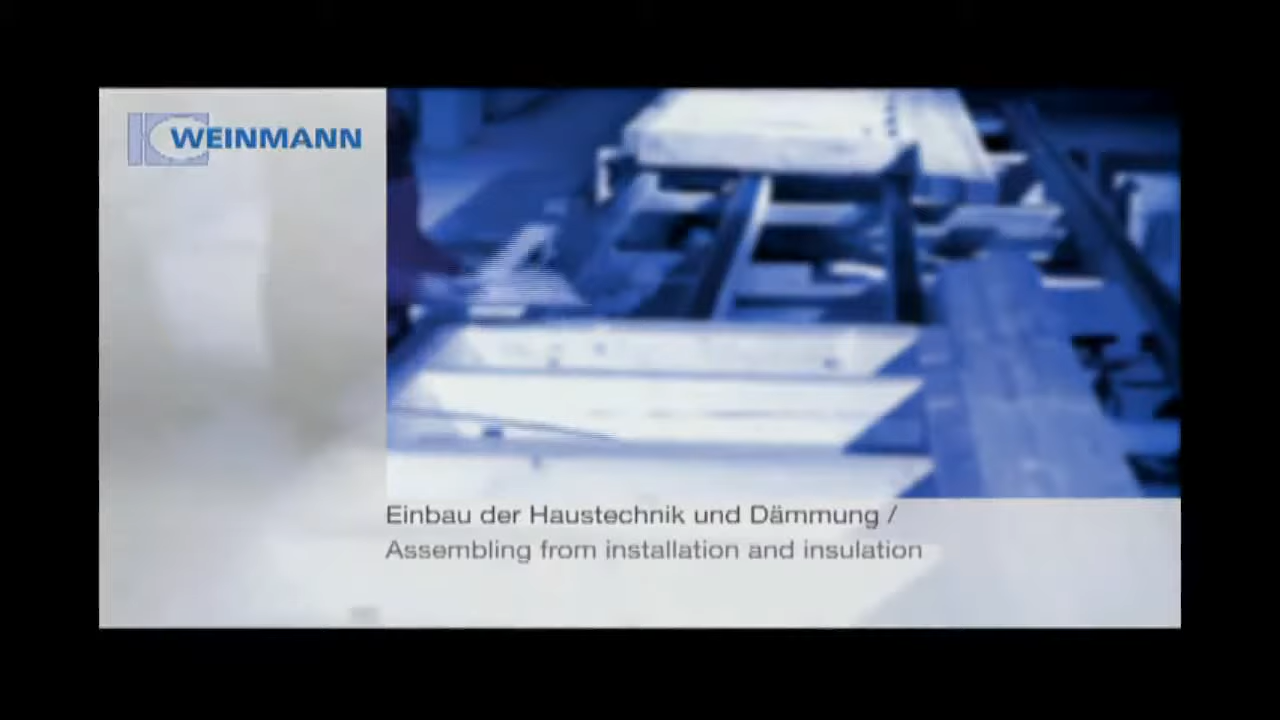 WEINMANN
Einbau der Haustechnik und Dämmung /
Assembling from installation and insulation